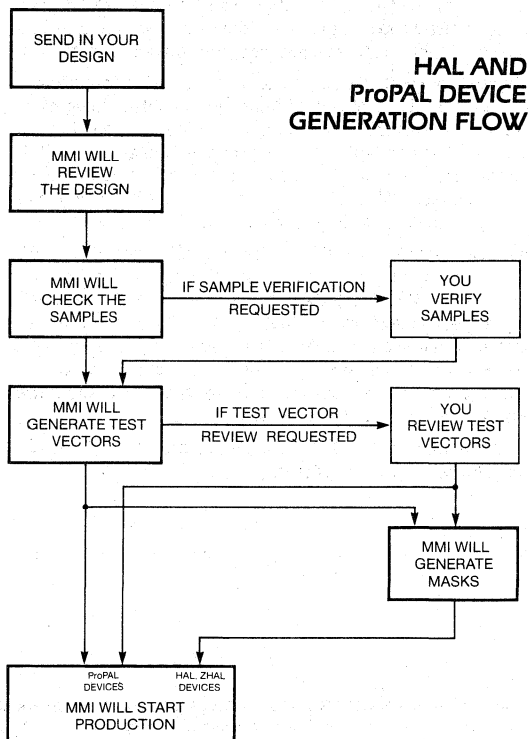 SEND IN YOUR
DESIGN
HAL AND
ProPAL DEVICE
GENERATION FLOW
MMI WILL
REVIEW
THE DESIGN
MMI WILL
CHECK THE
SAMPLES
IF SAMPLE VERIFICATION
REQUESTED
YOU
VERIFY
SAMPLES
MMI WILL
GENERATE TEST
VECTORS
IF TEST VECTOR
REVIEW REQUESTED
YOU
REVIEW TEST
VECTORS
MMI WILL
GENERATE
MASKS
ProPAL
DEVICES
HAL, ZHAL
DEVICES
MMI WILL START
PRODUCTION